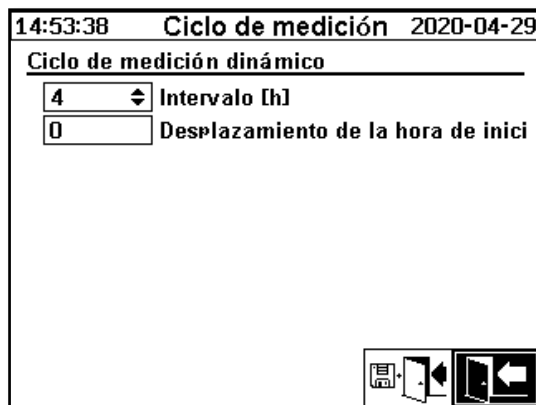 14:53:38 Ciclo de medición 2020-04-29
Ciclo de medición dinámico
4 Intervalo [h]
0 Desplazamiento de la hora de inici